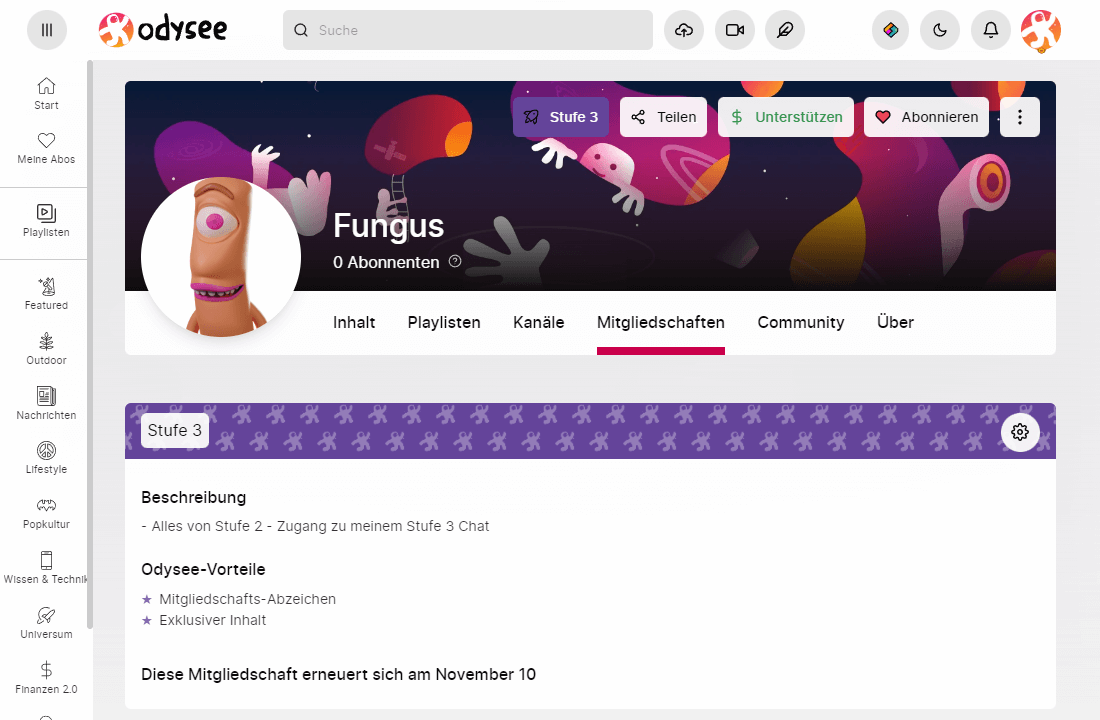 odysee
Suche
Start
Meine Abos
Playlisten
Featured
Outdoor
Nachrichten
Lifestyle
Popkultur
Wissen & Technik
Universum
Finanzen 2.0
Stufe 3
Teilen
Unterstützen
Abonnieren
Fungus
0 Abonnenten
Inhalt
Playlisten
Kanäle
Mitgliedschaften
Community
Über
Stufe 3
Beschreibung
- Alles von Stufe 2 - Zugang zu meinem Stufe 3 Chat
Odysee-Vorteile
★ Mitgliedschafts-Abzeichen
★ Exklusiver Inhalt
Diese Mitgliedschaft erneuert sich am November 10